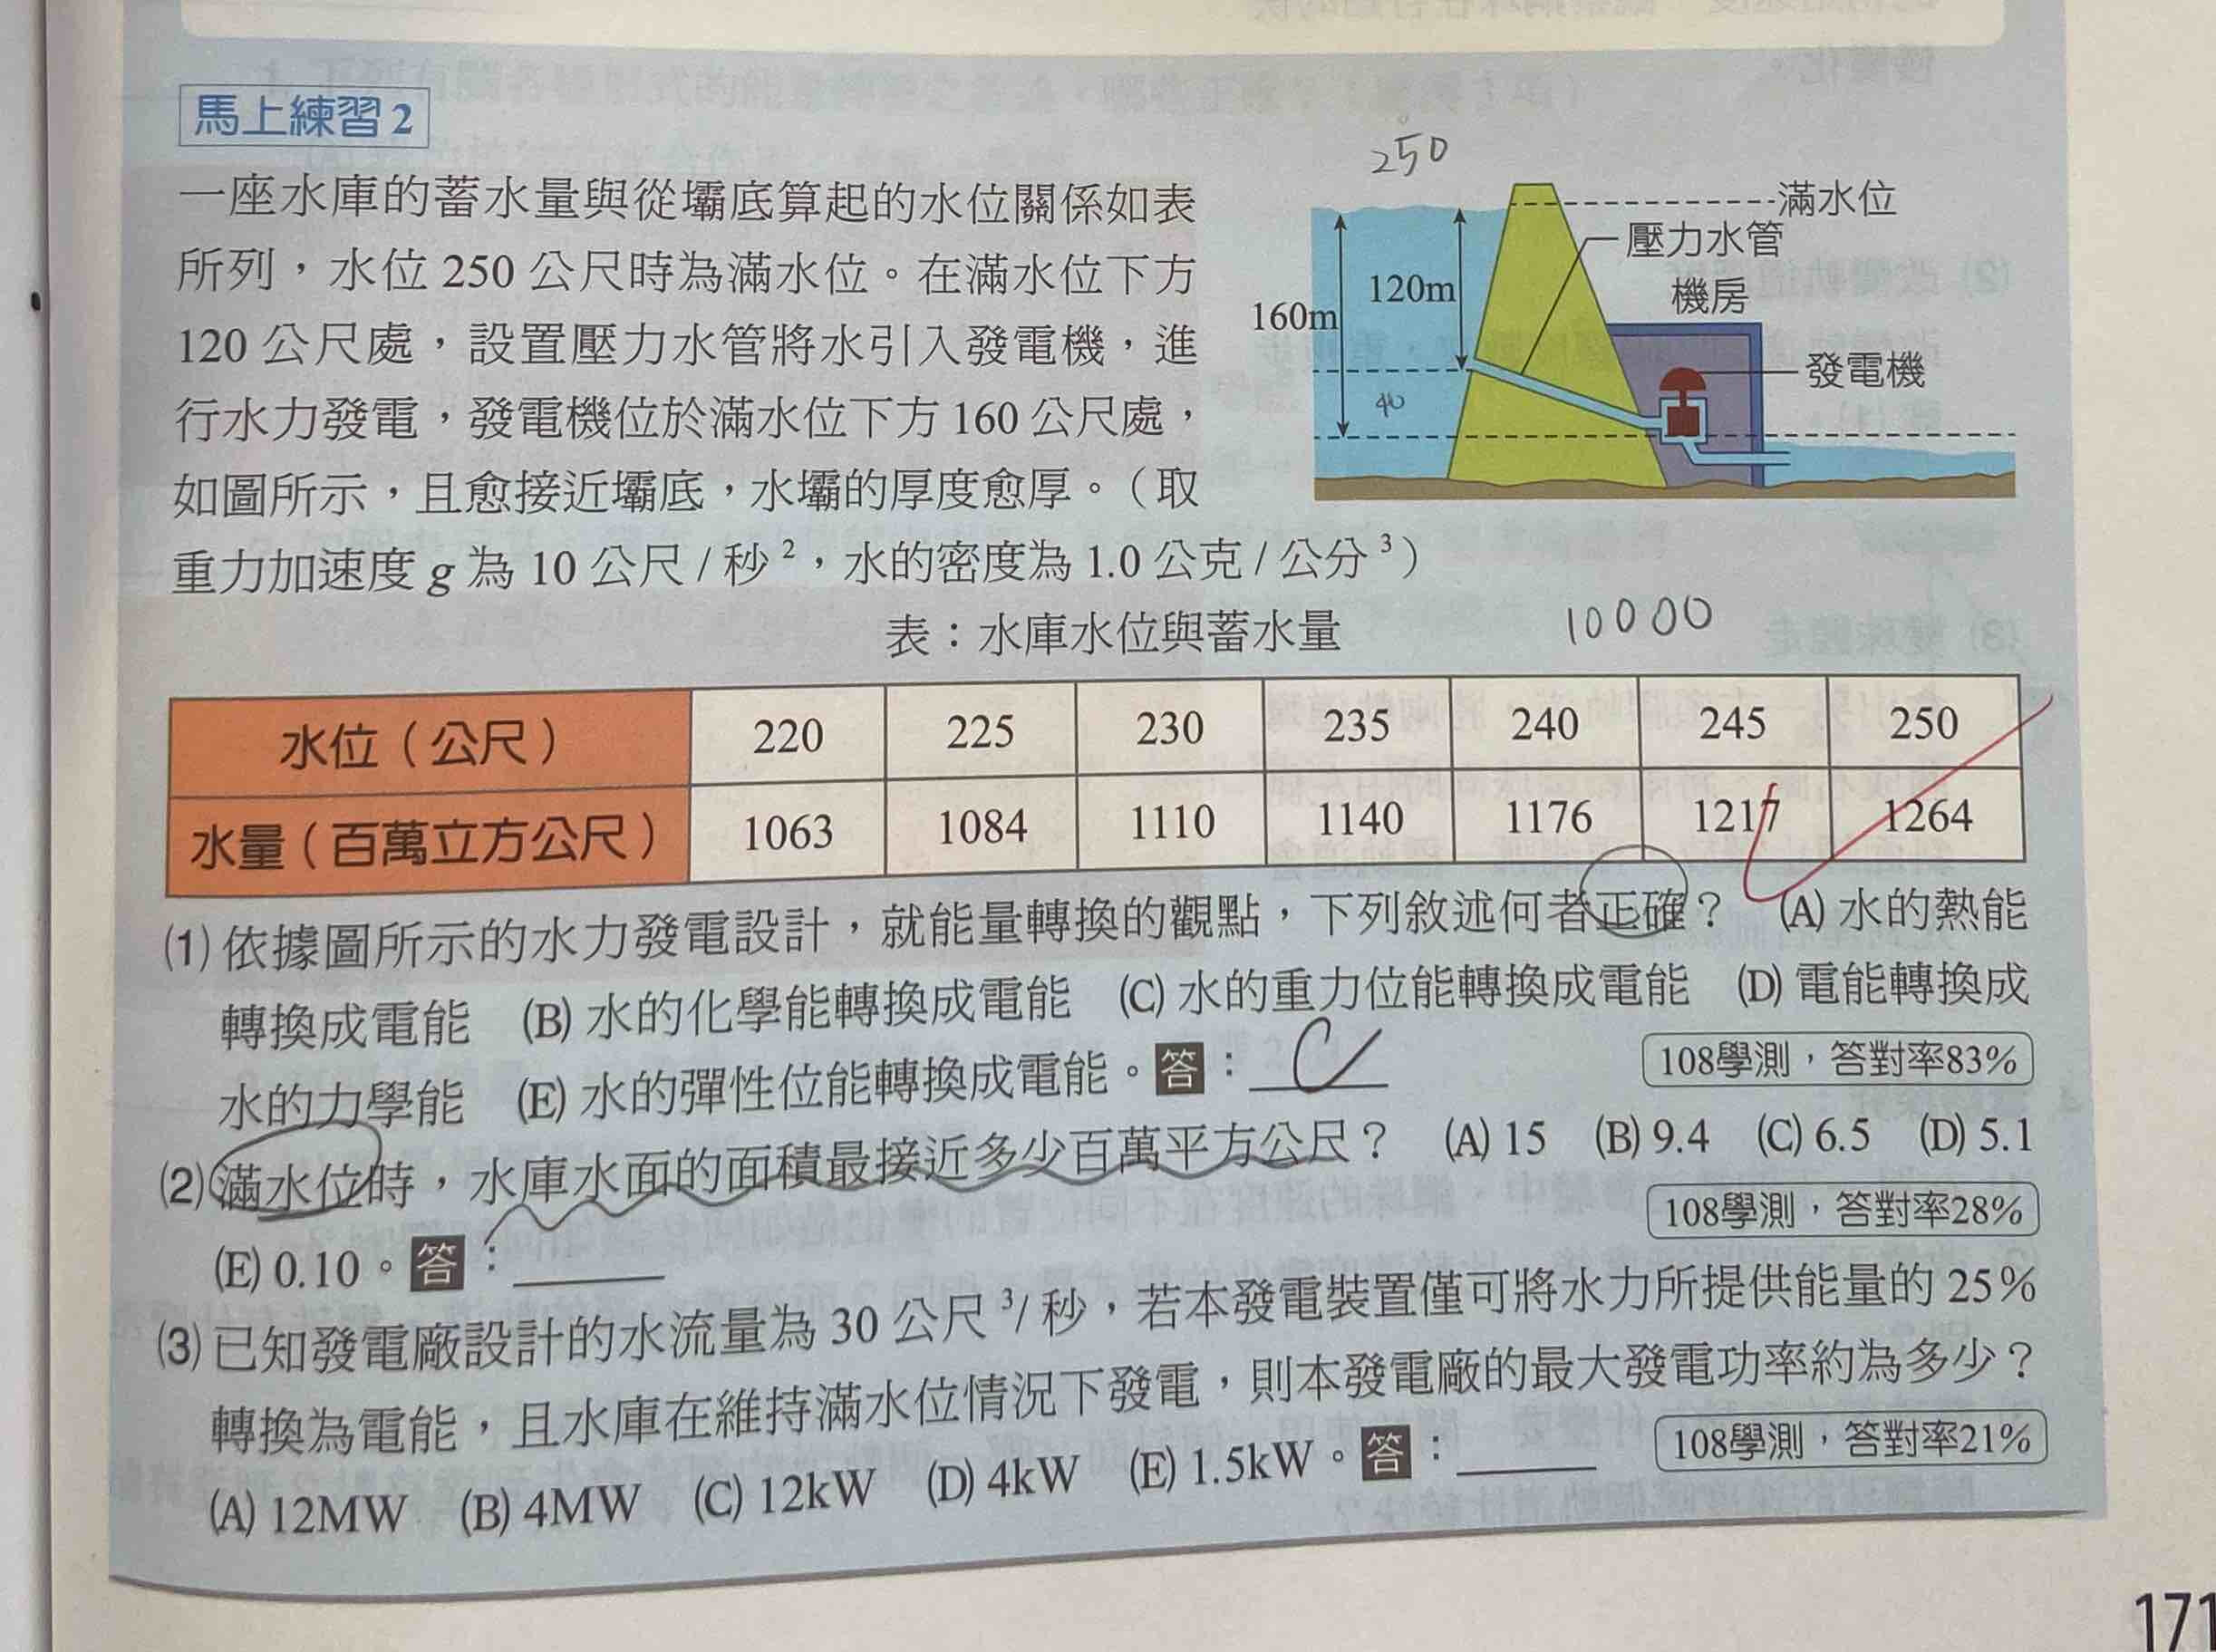 馬上練習2
一座水庫的蓄水量與從壩底算起的水位關係如表
所列，水位 250 公尺時為滿水位。在滿水位下方
120 公尺處，設置壓力水管將水引入發電機，進
行水力發電，發電機位於滿水位下方 160 公尺處，
如圖所示，且愈接近壩底，水壩的厚度愈厚。（取
重力加速度 g 為 10 公尺 / 秒²，水的密度為 1.0 公克 / 公分³）
250
滿水位
壓力水管
120m
機房
160m
發電機
40
表：水庫水位與蓄水量
10000
水位（公尺） 220 225 230 235 240 245 250
水量（百萬立方公尺） 1063 1084 1110 1140 1176 1217 1264
(1) 依據圖所示的水力發電設計，就能量轉換的觀點，下列敘述何者正確？ (A) 水的熱能
轉換成電能 (B) 水的化學能轉換成電能 (C) 水的重力位能轉換成電能 (D) 電能轉換成
水的力學能 (E) 水的彈性位能轉換成電能。答：C
108學測，答對率83%
(2) 滿水位時，水庫水面的面積最接近多少百萬平方公尺？ (A) 15 (B) 9.4 (C) 6.5 (D) 5.1
(E) 0.10。答：
108學測，答對率28%
(3) 已知發電廠設計的水流量為 30 公尺³/ 秒，若本發電裝置僅可將水力所提供能量的 25%
轉換為電能，且水庫在維持滿水位情況下發電，則本發電廠的最大發電功率約為多少？
(A) 12MW (B) 4MW (C) 12kW (D) 4kW (E) 1.5kW。答：
108學測，答對率21%
171